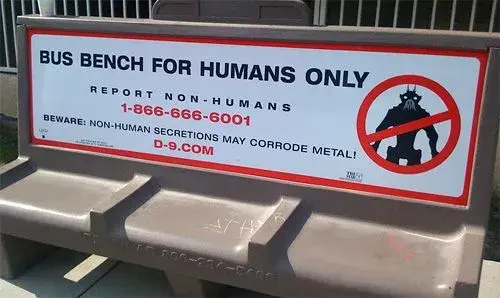 BUS BENCH FOR HUMANS ONLY
REPORT NON-HUMANS
1-866-666-6001
BEWARE: NON-HUMAN SECRETIONS MAY CORRODE METAL!
D-9.COM